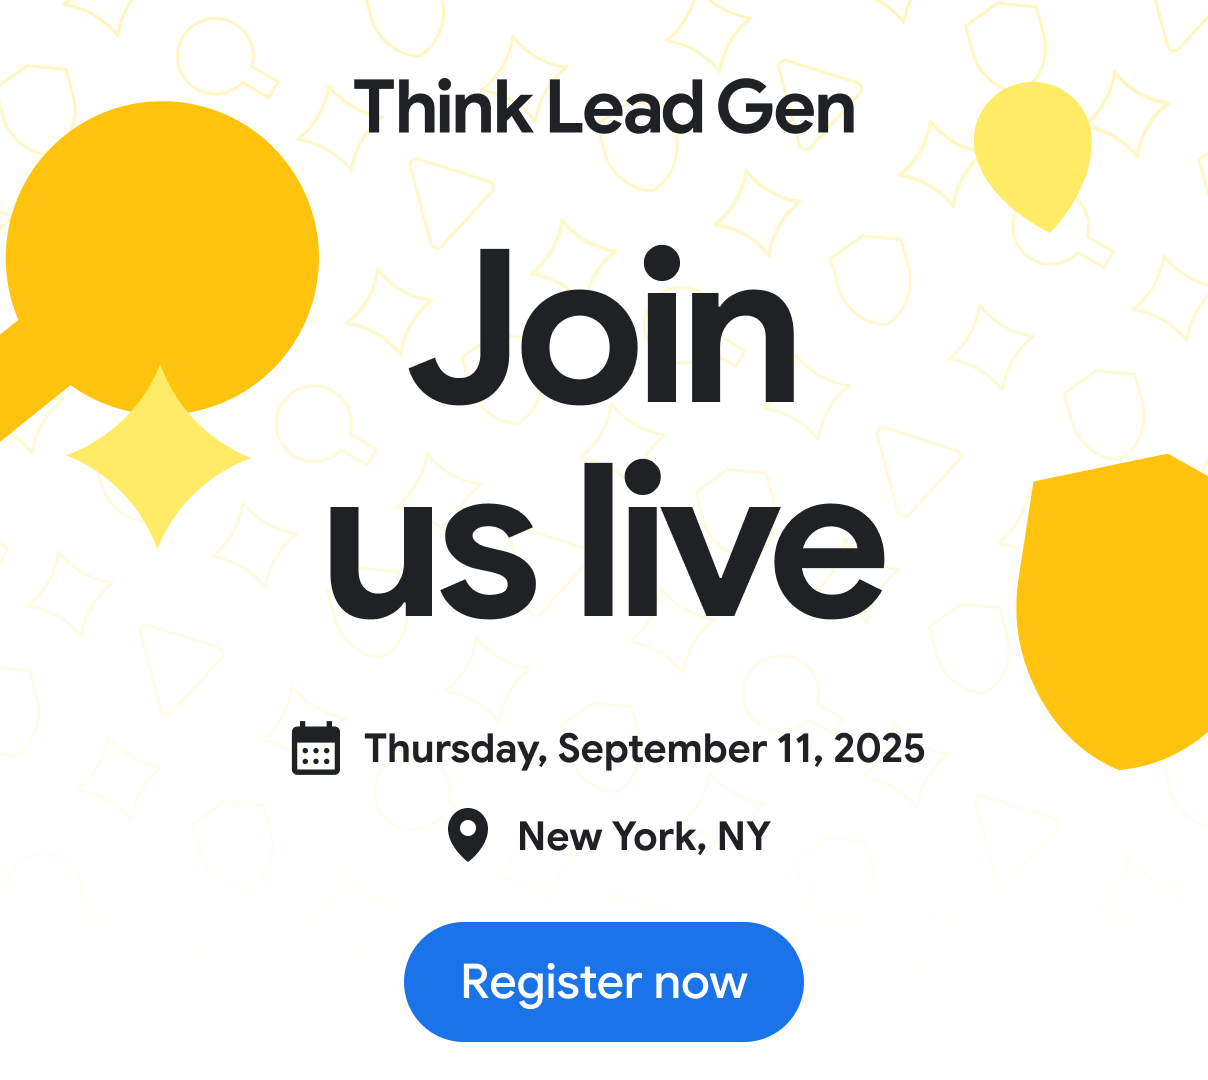 Think Lead Gen
Join
us live
Thursday, September 11, 2025
New York, NY
Register now